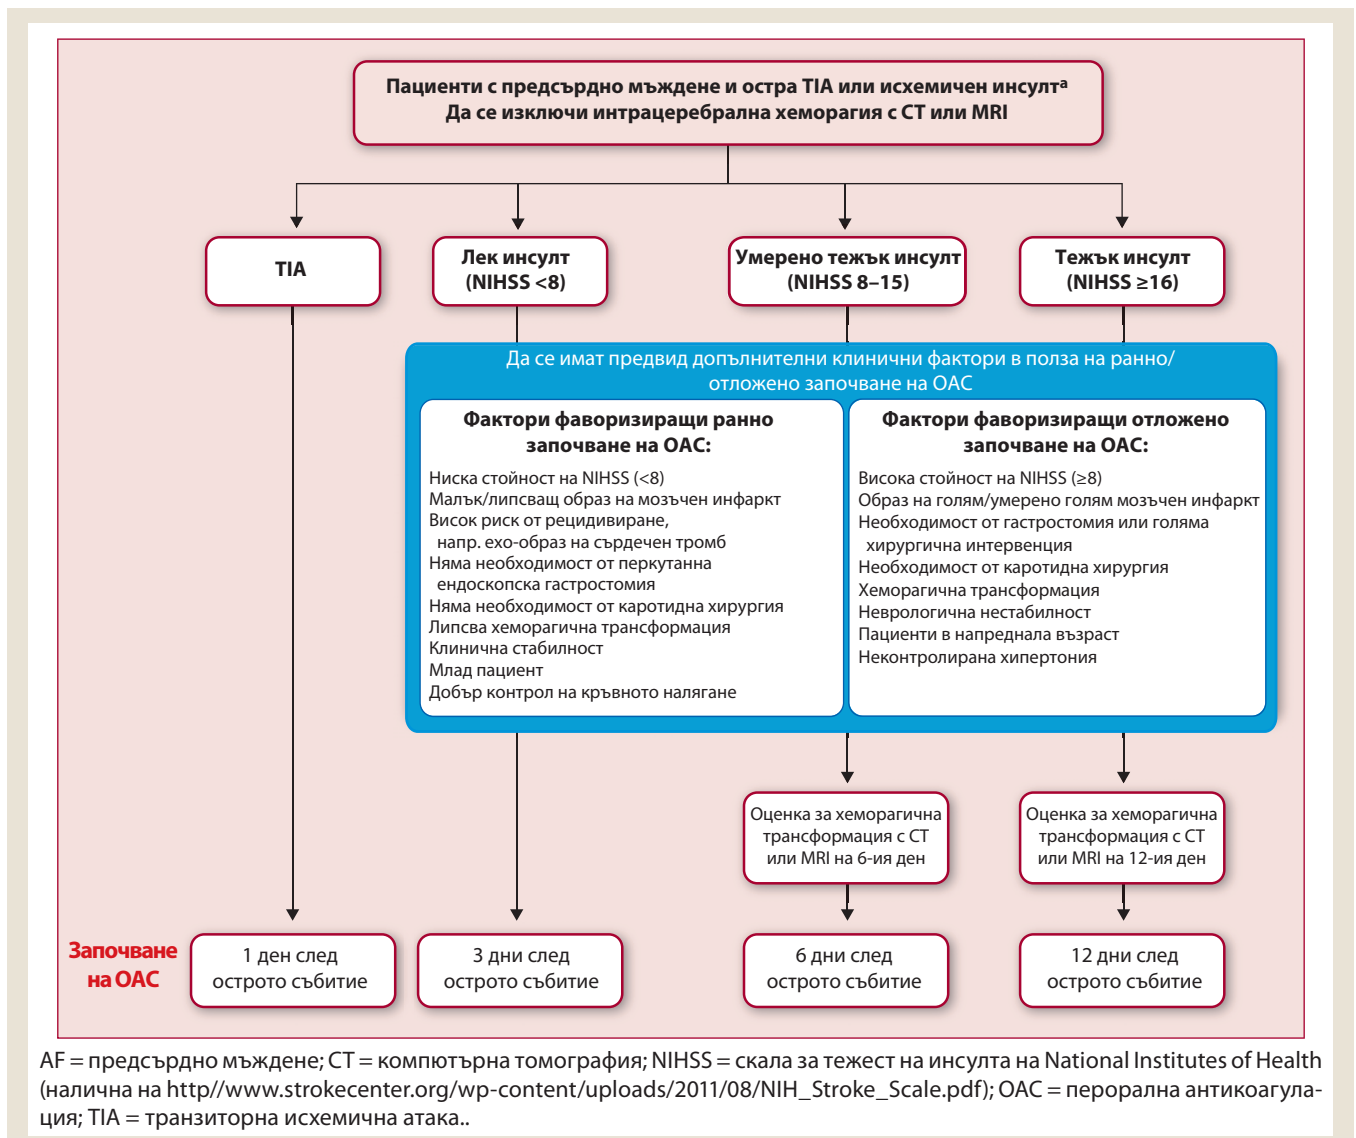 Пациенти с предсърдно мъждене и остра TIA или исхемичен инсултᵃ
Да се изключи интрацеребрална хеморагия с CT или MRI
TIA
Лек инсулт
(NIHSS <8)
Умерено тежък инсулт
(NIHSS 8–15)
Тежък инсулт
(NIHSS ≥16)
Да се имат предвид допълнителни клинични фактори в полза на ранно/
отложено започване на ОАС
Фактори фаворизиращи ранно
започване на ОАС:
Ниска стойност на NIHSS (<8)
Малък/липсващ образ на мозъчен инфаркт
Висок риск от рецидивиране,
напр. ехо-образ на сърдечен тромб
Няма необходимост от перкутанна
ендоскопска гастростомия
Няма необходимост от каротидна хирургия
Липсва хеморагична трансформация
Клинична стабилност
Млад пациент
Добър контрол на кръвното налягане
Фактори фаворизиращи отложено
започване на ОАС:
Висока стойност на NIHSS (≥8)
Образ на голям/умерено голям мозъчен инфаркт
Необходимост от гастростомия или голяма
хирургична интервенция
Необходимост от каротидна хирургия
Хеморагична трансформация
Неврологична нестабилност
Пациенти в напреднала възраст
Неконтролирана хипертония
Оценка за хеморагична
трансформация с CT
или MRI на 6-ия ден
Оценка за хеморагична
трансформация с CT
или MRI на 12-ия ден
Започване
на ОАС
1 ден след
острото събитие
3 дни след
острото събитие
6 дни след
острото събитие
12 дни след
острото събитие
AF = предсърдно мъждене; CT = компютърна томография; NIHSS = скала за тежест на инсулта на National Institutes of Health
(налична на http//www.strokecenter.org/wp-content/uploads/2011/08/NIH_Stroke_Scale.pdf); ОАС = перорална антикоагула-
ция; TIA = транзиторна исхемична атака..